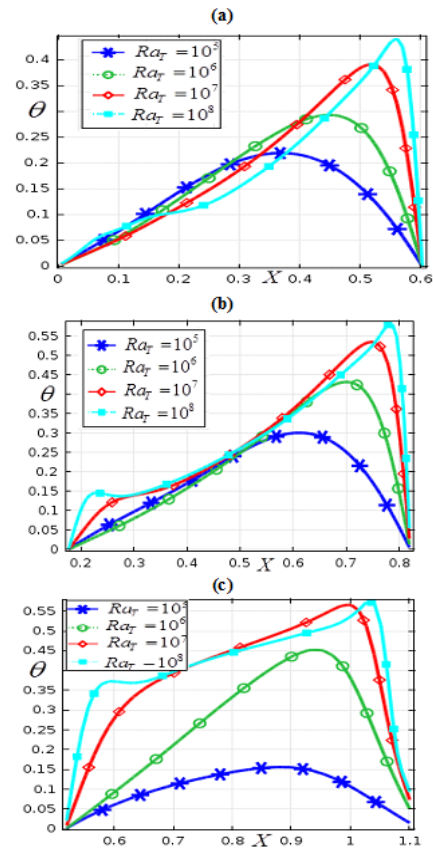 (a)
Ra_T = 10^5
Ra_T = 10^6
Ra_T = 10^7
Ra_T = 10^8
θ
0.4
0.35
0.3
0.25
0.2
0.15
0.1
0.05
0
0 0.1 0.2 0.3 0.4 0.5 0.6
X
(b)
Ra_T = 10^5
Ra_T = 10^6
Ra_T = 10^7
Ra_T = 10^8
θ
0.55
0.5
0.45
0.4
0.35
0.3
0.25
0.2
0.15
0.1
0.05
0
0.2 0.3 0.4 0.5 0.6 0.7 0.8
X
(c)
Ra_T = 10^5
Ra_T = 10^6
Ra_T = 10^7
Ra_T – 10^8
θ
0.55
0.5
0.45
0.4
0.35
0.3
0.25
0.2
0.15
0.1
0.05
0
0.6 0.7 0.8 0.9 1 1.1
X